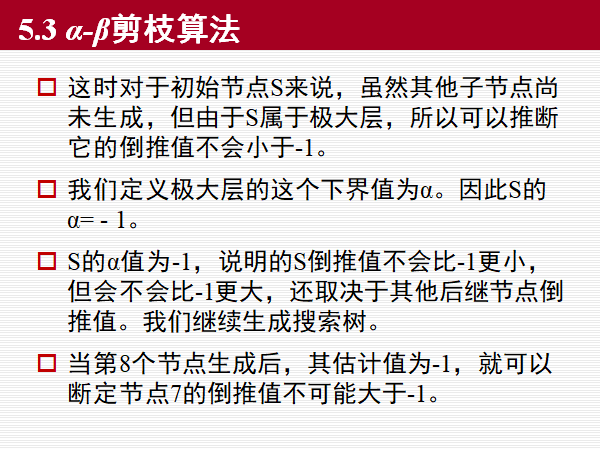 5.3 α-β剪枝算法
这时对于初始节点S来说，虽然其他子节点尚
未生成，但由于S属于极大层，所以可以推断
它的倒推值不会小于-1。
我们定义极大层的这个下界值为α。因此S的
α= - 1。
S的α值为-1，说明的S倒推值不会比-1更小，
但会不会比-1更大，还取决于其他后继节点倒
推值。我们继续生成搜索树。
当第8个节点生成后，其估计值为-1，就可以
断定节点7的倒推值不可能大于-1。